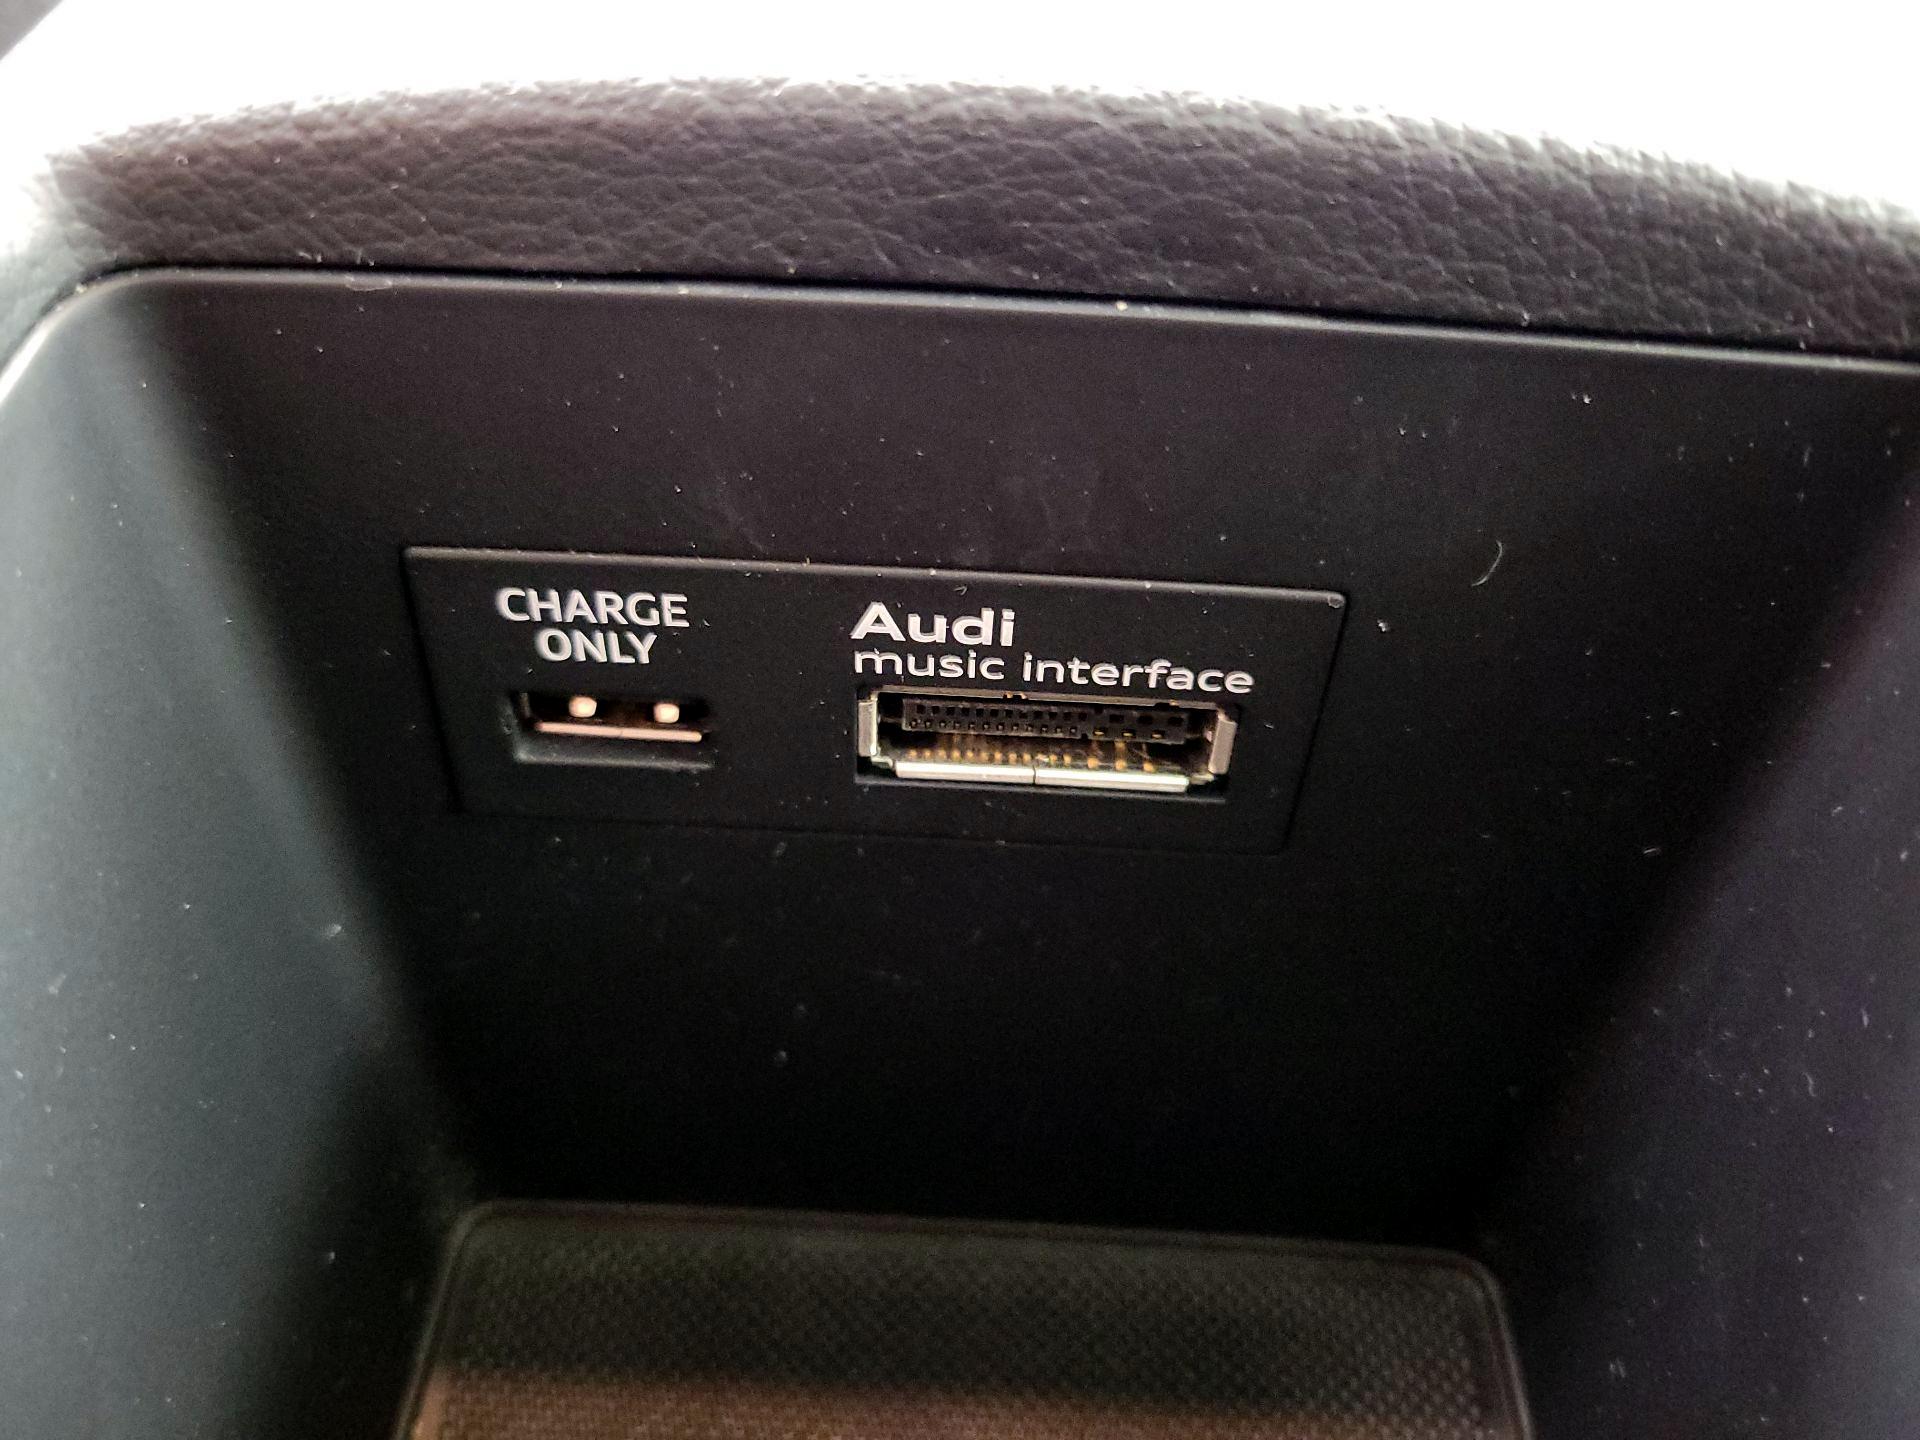 CHARGE
ONLY
Audi
music interface